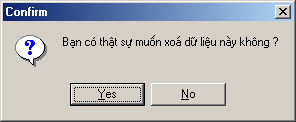 Confirm
Bạn có thật sự muốn xoá dữ liệu này không ?
Yes
No